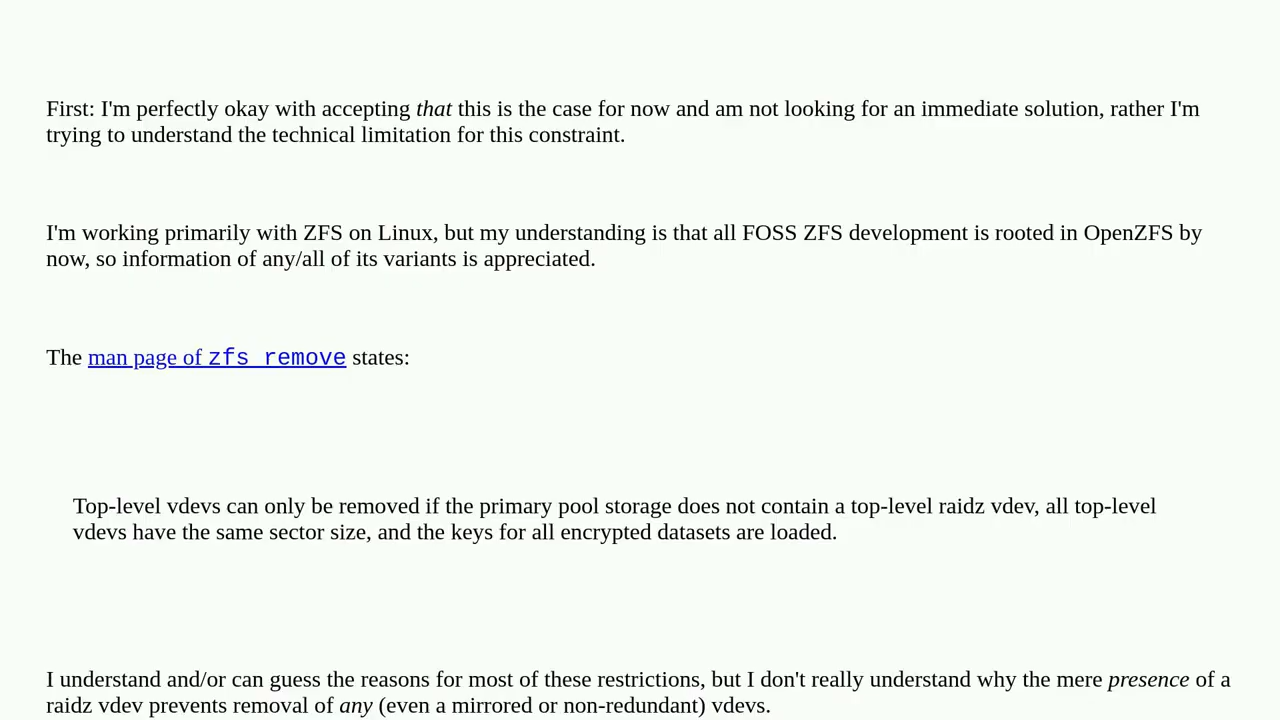 First: I'm perfectly okay with accepting that this is the case for now and am not looking for an immediate solution, rather I'm
trying to understand the technical limitation for this constraint.
I'm working primarily with ZFS on Linux, but my understanding is that all FOSS ZFS development is rooted in OpenZFS by
now, so information of any/all of its variants is appreciated.
The man page of zfs remove states:
Top-level vdevs can only be removed if the primary pool storage does not contain a top-level raidz vdev, all top-level
vdevs have the same sector size, and the keys for all encrypted datasets are loaded.
I understand and/or can guess the reasons for most of these restrictions, but I don't really understand why the mere presence of a
raidz vdev prevents removal of any (even a mirrored or non-redundant) vdevs.